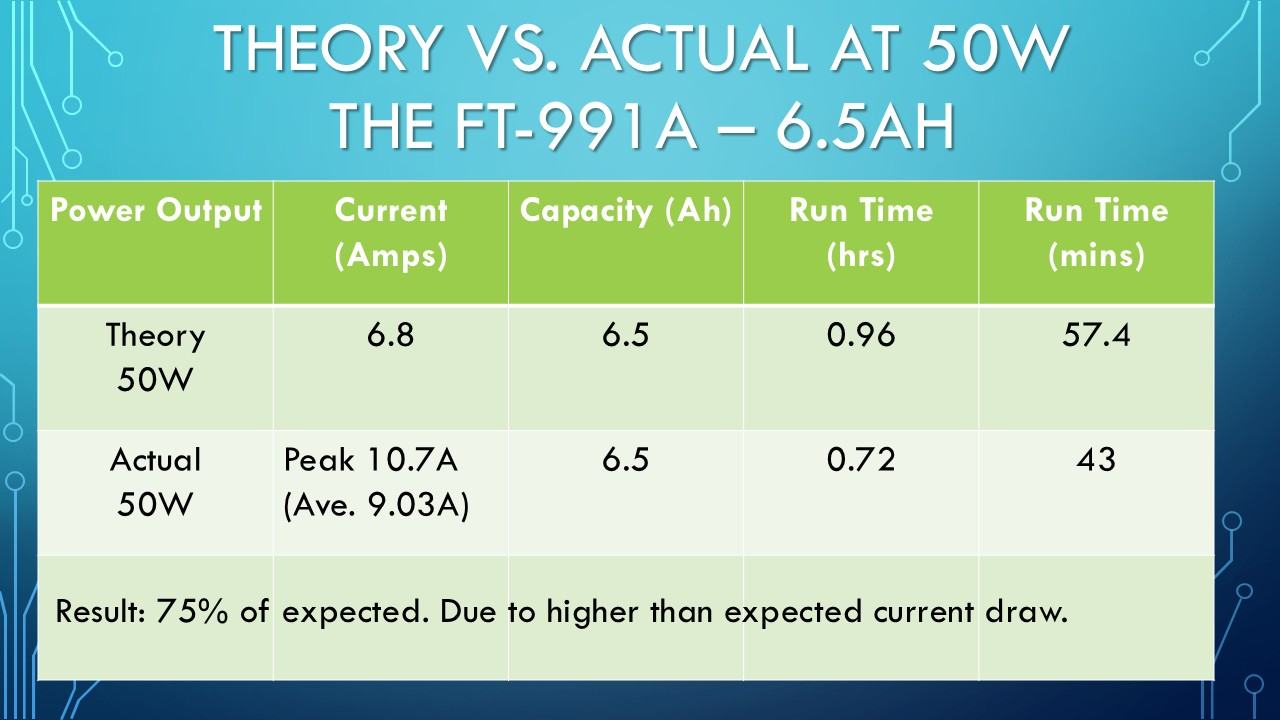 THEORY VS. ACTUAL AT 50W
THE FT-991A – 6.5AH
Power Output Current Capacity (Ah) Run Time Run Time
(Amps) (hrs) (mins)
Theory 6.8 6.5 0.96 57.4
50W
Actual Peak 10.7A 6.5 0.72 43
50W (Ave. 9.03A)
Result: 75% of expected. Due to higher than expected current draw.